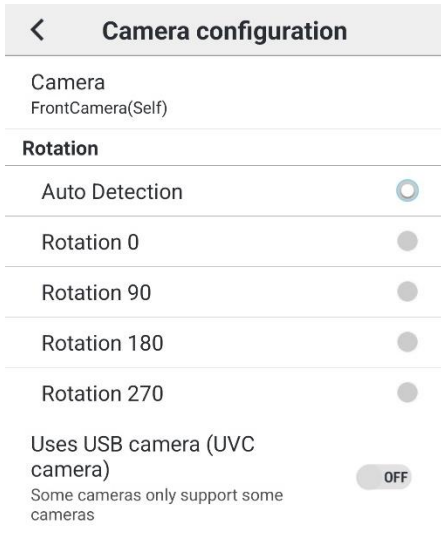 Camera configuration
Camera
FrontCamera(Self)
Rotation
Auto Detection
Rotation 0
Rotation 90
Rotation 180
Rotation 270
Uses USB camera (UVC
camera)
OFF
Some cameras only support some
cameras